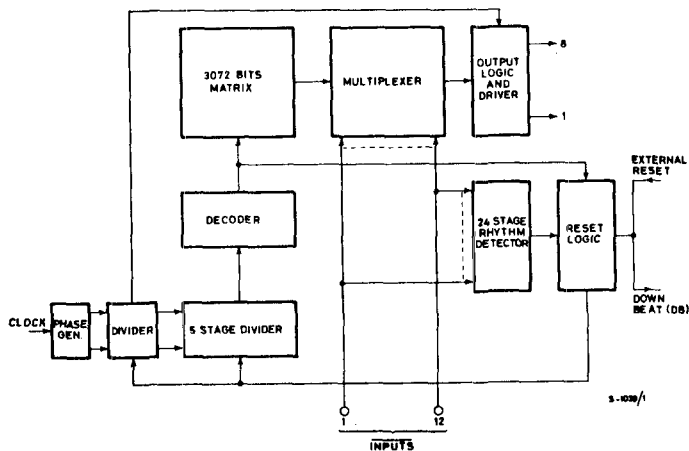 8
3072 BITS
MATRIX
MULTIPLEXER
OUTPUT
LOGIC
AND
DRIVER
1
EXTERNAL
RESET
DECODER
24 STAGE
RHYTHM
DETECTOR
RESET
LOGIC
CLOCK
PHASE
GEN.
DIVIDER
5 STAGE DIVIDER
DOWN
BEAT (DB)
S-1039/1
1
12
INPUTS